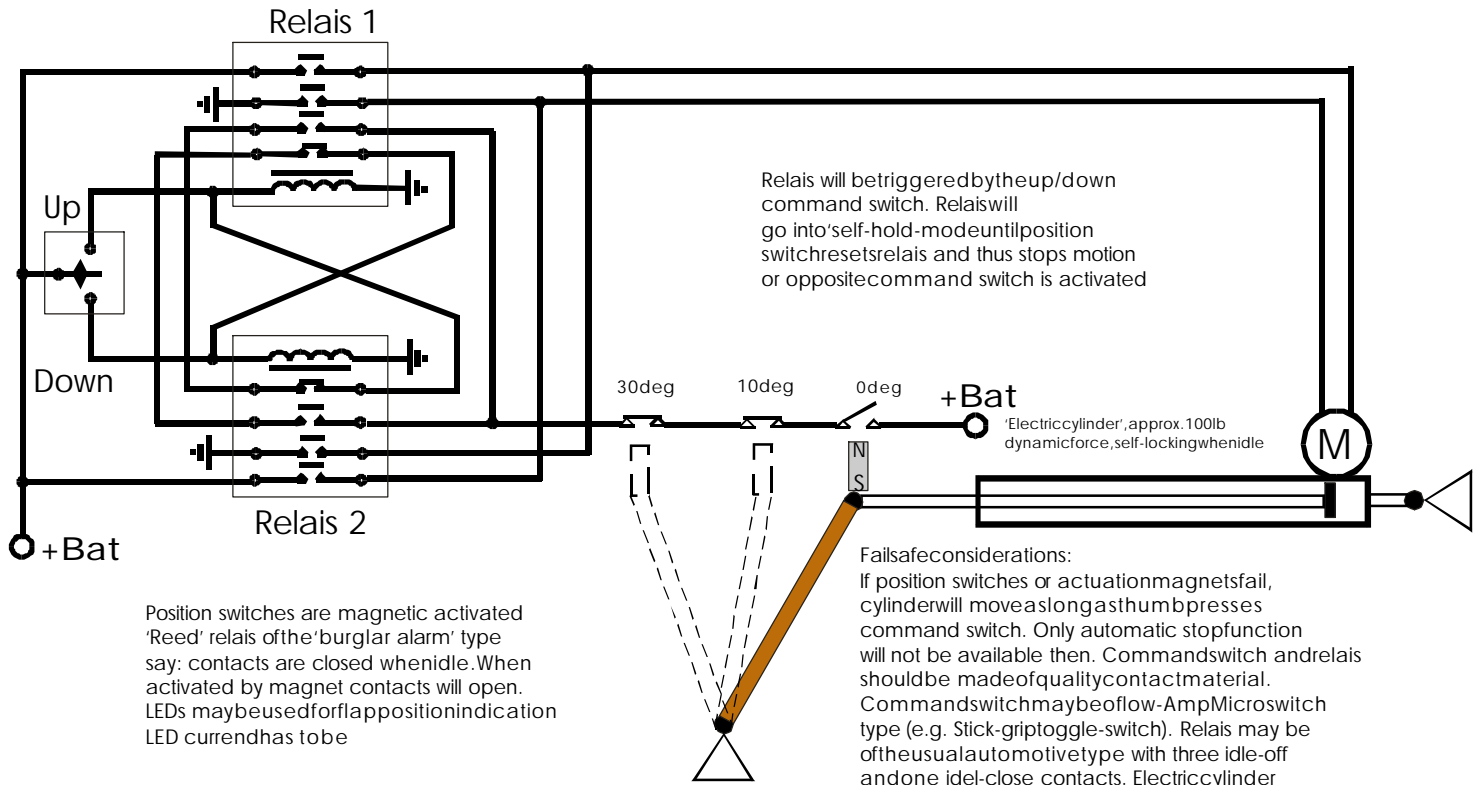 Relais 1
Relais will betriggeredbytheup/down
command switch. Relaiswill
go into'self-hold-modeuntilposition
switchresetsrelais and thus stops motion
or oppositecommand switch is activated
Up
Down
30deg
10deg
0deg
+Bat
'Electriccylinder',approx.100lb
dynamicforce,self-lockingwhenidle
M
N
S
Relais 2
+Bat
Position switches are magnetic activated
'Reed' relais ofthe'burglar alarm' type
say: contacts are closed whenidle.When
activated by magnet contacts will open.
LEDs maybeusedforflappositionindication
LED currendhas tobe
Failsafeconsiderations:
If position switches or actuationmagnetsfail,
cylinderwill moveaslongasthumbpresses
command switch. Only automatic stopfunction
will not be available then. Commandswitch andrelais
shouldbe madeofqualitycontactmaterial.
Commandswitchmaybeoflow-AmpMicroswitch
type (e.g. Stick-griptoggle-switch). Relais may be
oftheusualautomotivetype with three idle-off
andone idel-close contacts. Electriccylinder